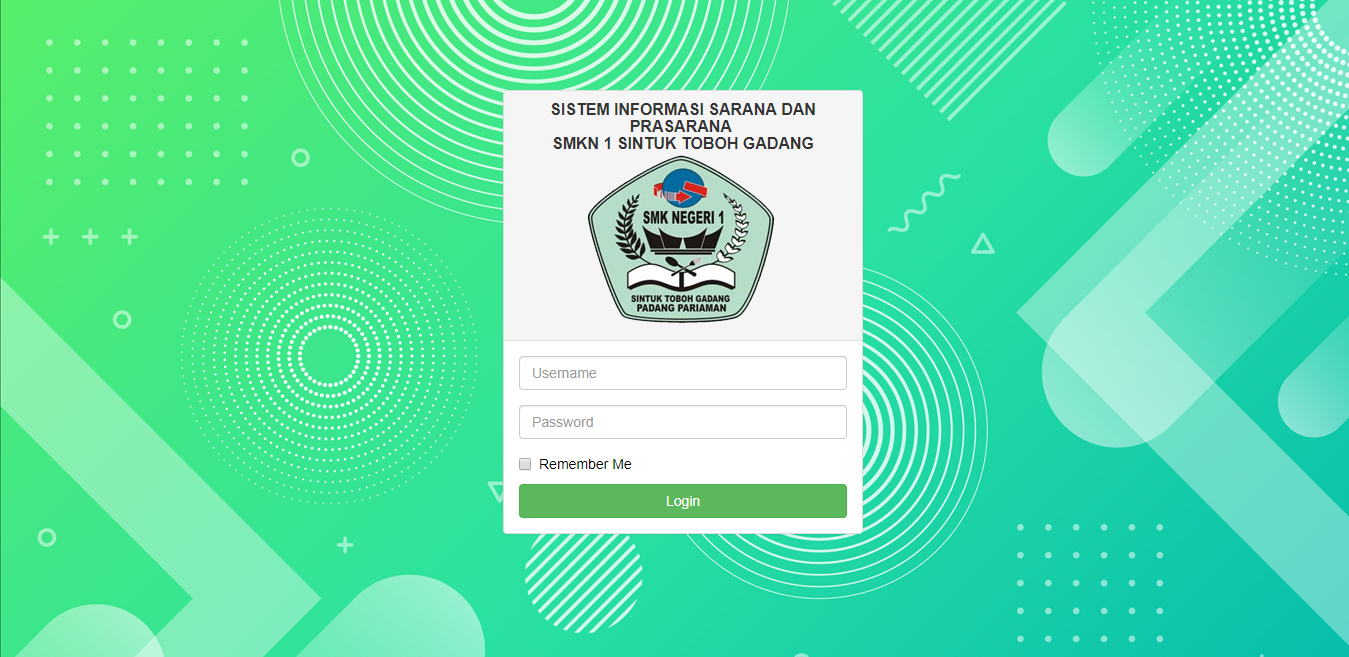 SISTEM INFORMASI SARANA DAN
PRASARANA
SMKN 1 SINTUK TOBOH GADANG
SMK NEGERI 1
SINTUK TOBOH GADANG
PADANG PARIAMAN
Username
Password
Remember Me
Login